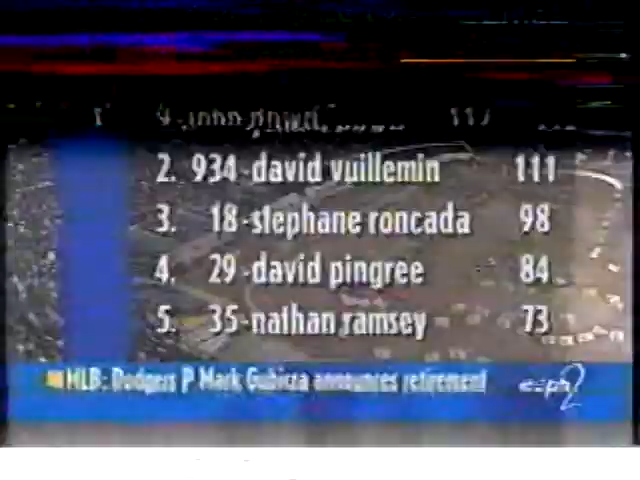 2. 934-david vuillemin 111
3. 18-stephane roncada 98
4. 29-david pingree 84
5. 35-nathan ramsey 73
MLB: Dodgers P Mark Gubicza announces retirement espn2